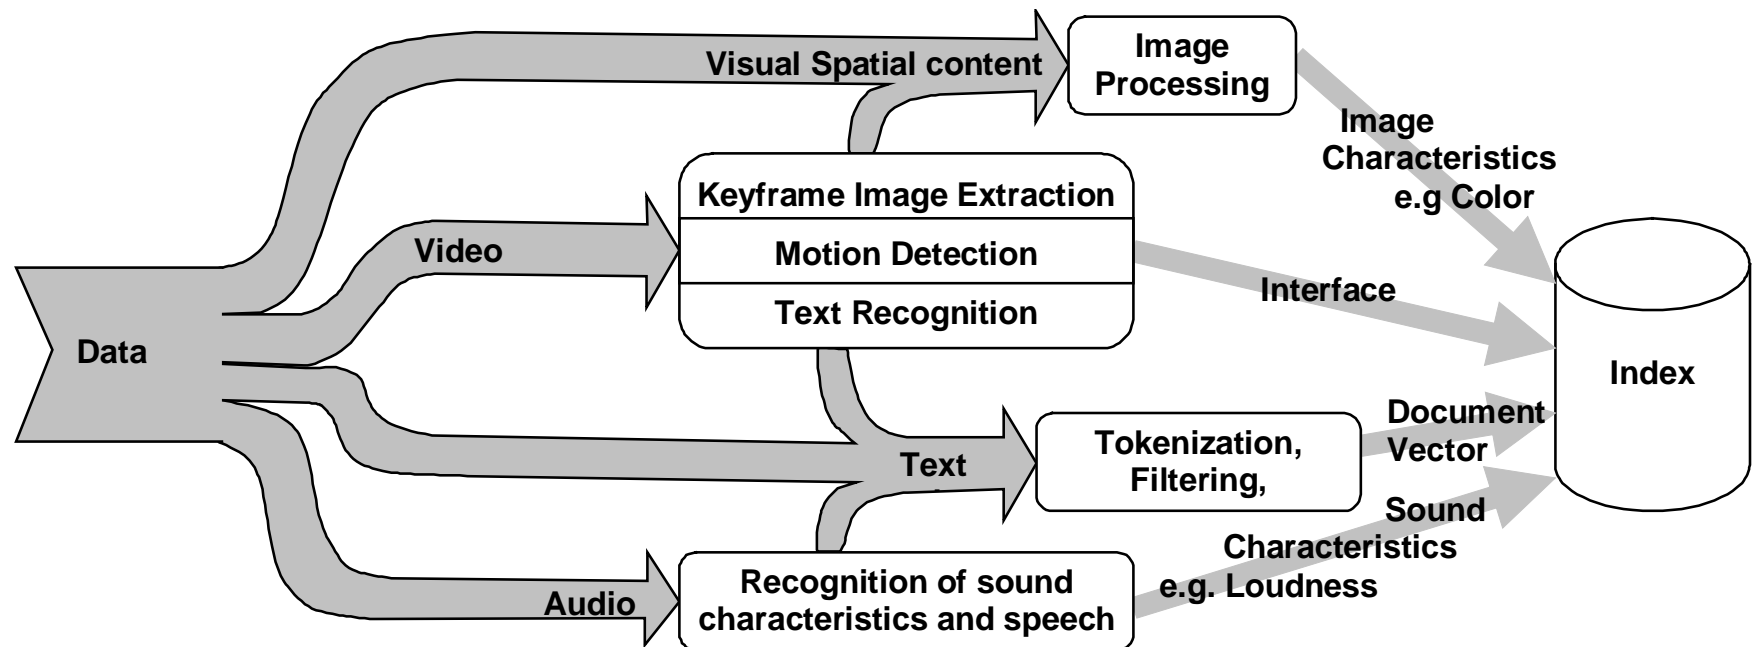 Visual Spatial content
Image
Processing
Image
Characteristics
e.g Color
Keyframe Image Extraction
Video
Motion Detection
Interface
Text Recognition
Data
Index
Document
Vector
Tokenization,
Filtering,
Text
Sound
Characteristics
e.g. Loudness
Recognition of sound
characteristics and speech
Audio